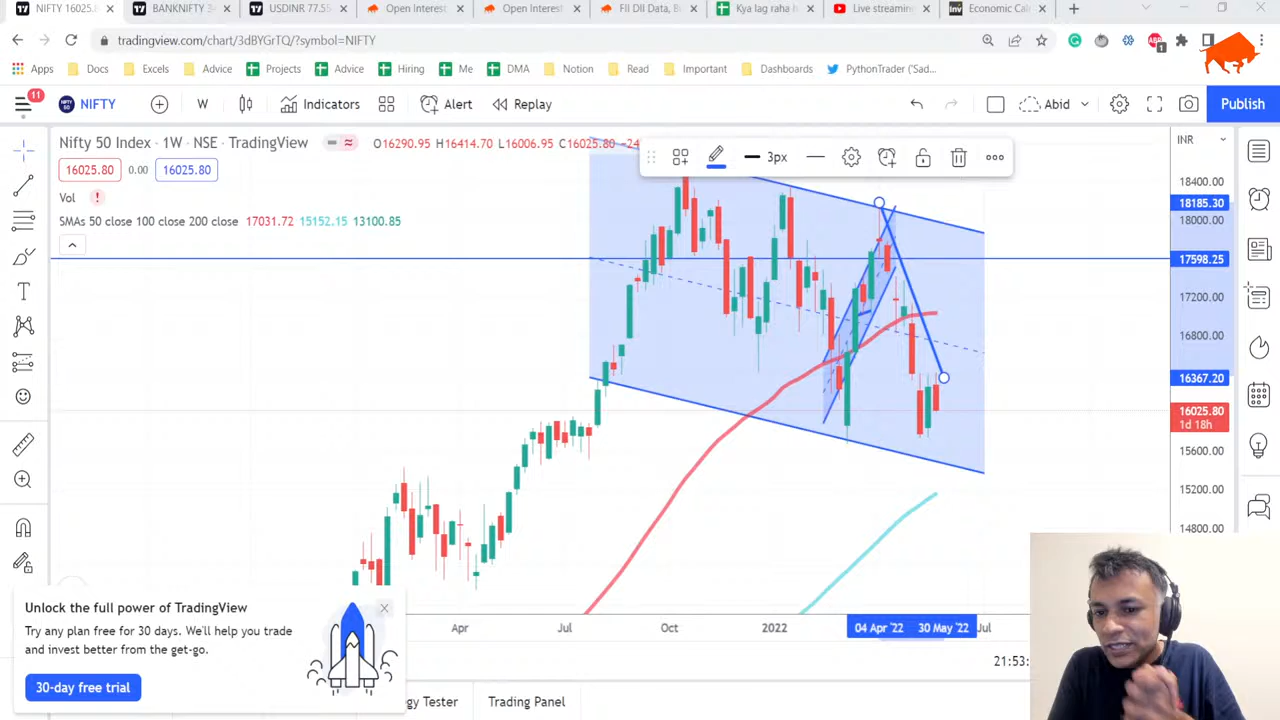 NIFTY 16025.8
BANKNIFTY 34
USDINR 77.55
Open Interest
Open Interest
FII DII Data, B
Kya lag raha h
Live streaming
Economic Cal
tradingview.com/chart/3dBYGrTQ/?symbol=NIFTY
Apps
Docs
Excels
Advice
Projects
Advice
Hiring
Me
SMA
Notion
Read
Important
Dashboards
PythonTrader ('Sad...
11
NIFTY
W
Indicators
Alert
Replay
Abid
Publish
Nifty 50 Index · 1W · NSE · TradingView
O16290.95 H16414.70 L16006.95 C16025.80 −24
3px
INR
16025.80 0.00 16025.80
Vol !
SMAs 50 close 100 close 200 close 17031.72 15152.15 13100.85
18400.00
18185.30
18000.00
17598.25
17200.00
16800.00
16367.20
16025.80
1d 18h
15600.00
15200.00
14800.00
Unlock the full power of TradingView
Try any plan free for 30 days. We'll help you trade
and invest better from the get-go.
30-day free trial
Apr Jul Oct 2022 04 Apr '22 30 May '22 Jul
21:53
Tester Trading Panel